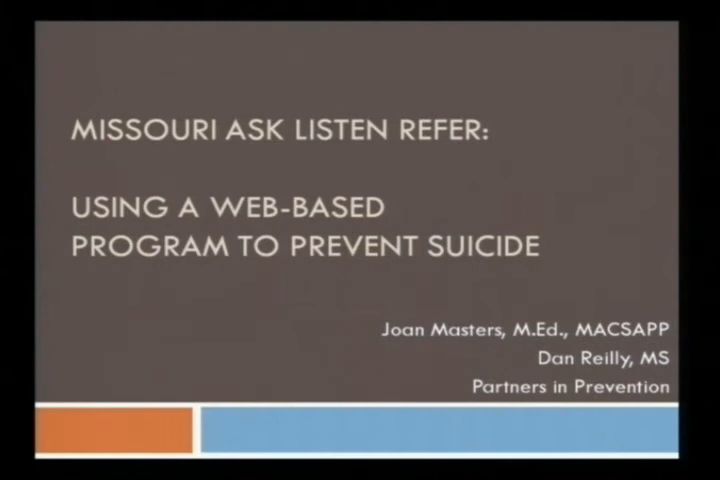 MISSOURI ASK LISTEN REFER:
USING A WEB-BASED
PROGRAM TO PREVENT SUICIDE
Joan Masters, M.Ed., MACSAPP
Dan Reilly, MS
Partners in Prevention